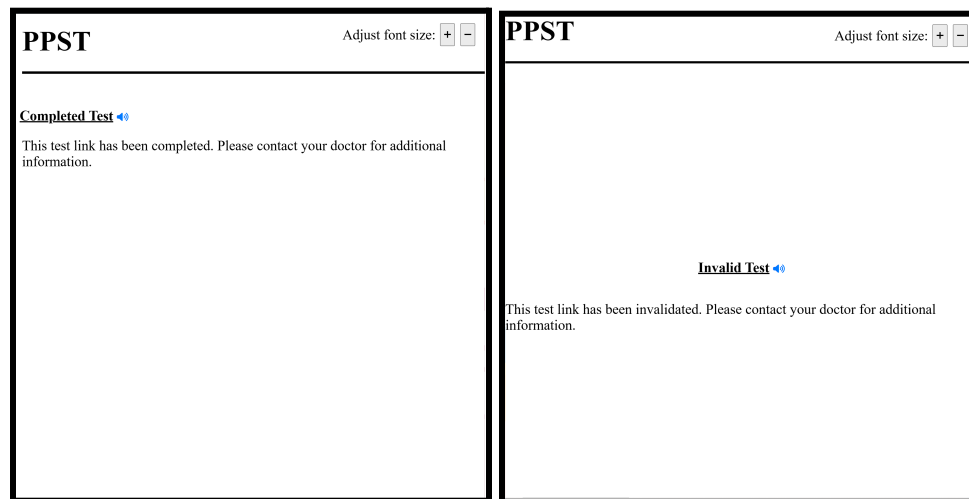 PPST
Adjust font size: + −
Completed Test
This test link has been completed. Please contact your doctor for additional
information.
PPST
Adjust font size: + −
Invalid Test
This test link has been invalidated. Please contact your doctor for additional
information.